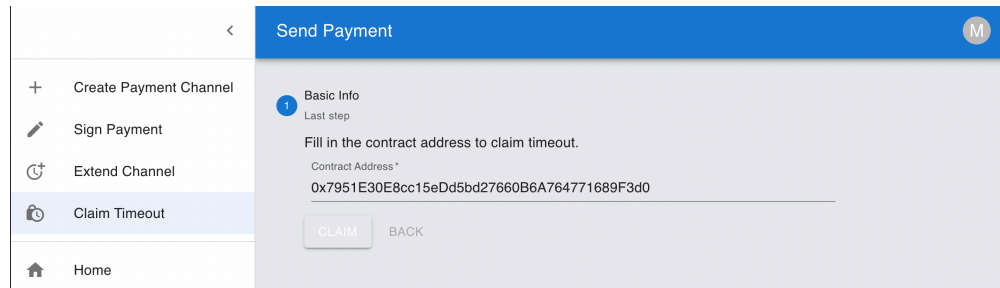 Send Payment
M
Create Payment Channel
Sign Payment
Extend Channel
Claim Timeout
Home
1
Basic Info
Last step
Fill in the contract address to claim timeout.
Contract Address *
0x7951E30E8cc15eDd5bd27660B6A764771689F3d0
CLAIM BACK